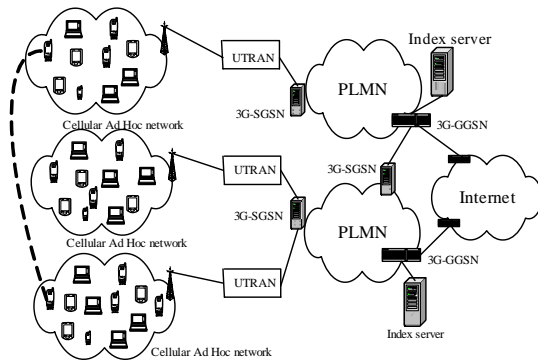 Index server
UTRAN
PLMN
3G-SGSN
3G-GGSN
Cellular Ad Hoc network
UTRAN
3G-SGSN
Internet
3G-SGSN
PLMN
Cellular Ad Hoc network
3G-GGSN
UTRAN
Index server
Cellular Ad Hoc network